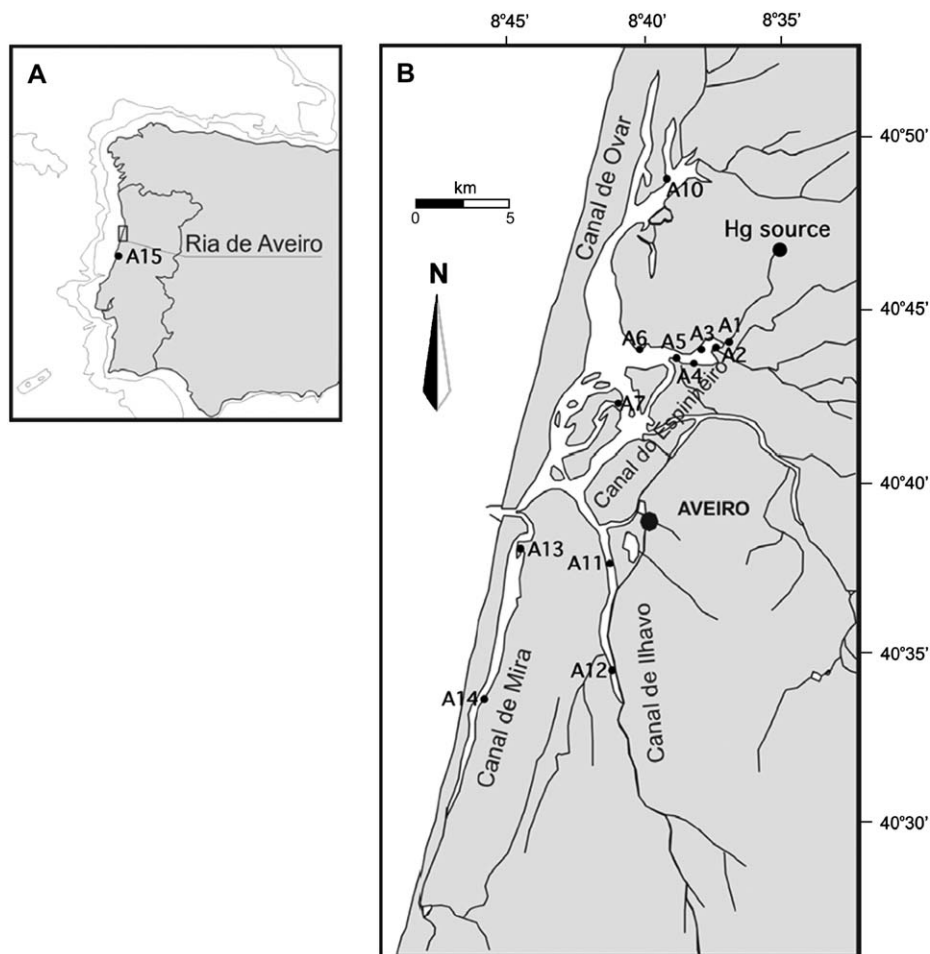 A
Ria de Aveiro
A15
B
8°45'
8°40'
8°35'
40°50'
40°45'
40°40'
40°35'
40°30'
km
0
5
N
Canal de Ovar
A10
Hg source
A1
A3
A5
A6
A2
A4
A7
Canal do Espinheiro
AVEIRO
A13
A11
A12
A14
Canal de Mira
Canal de Ilhavo